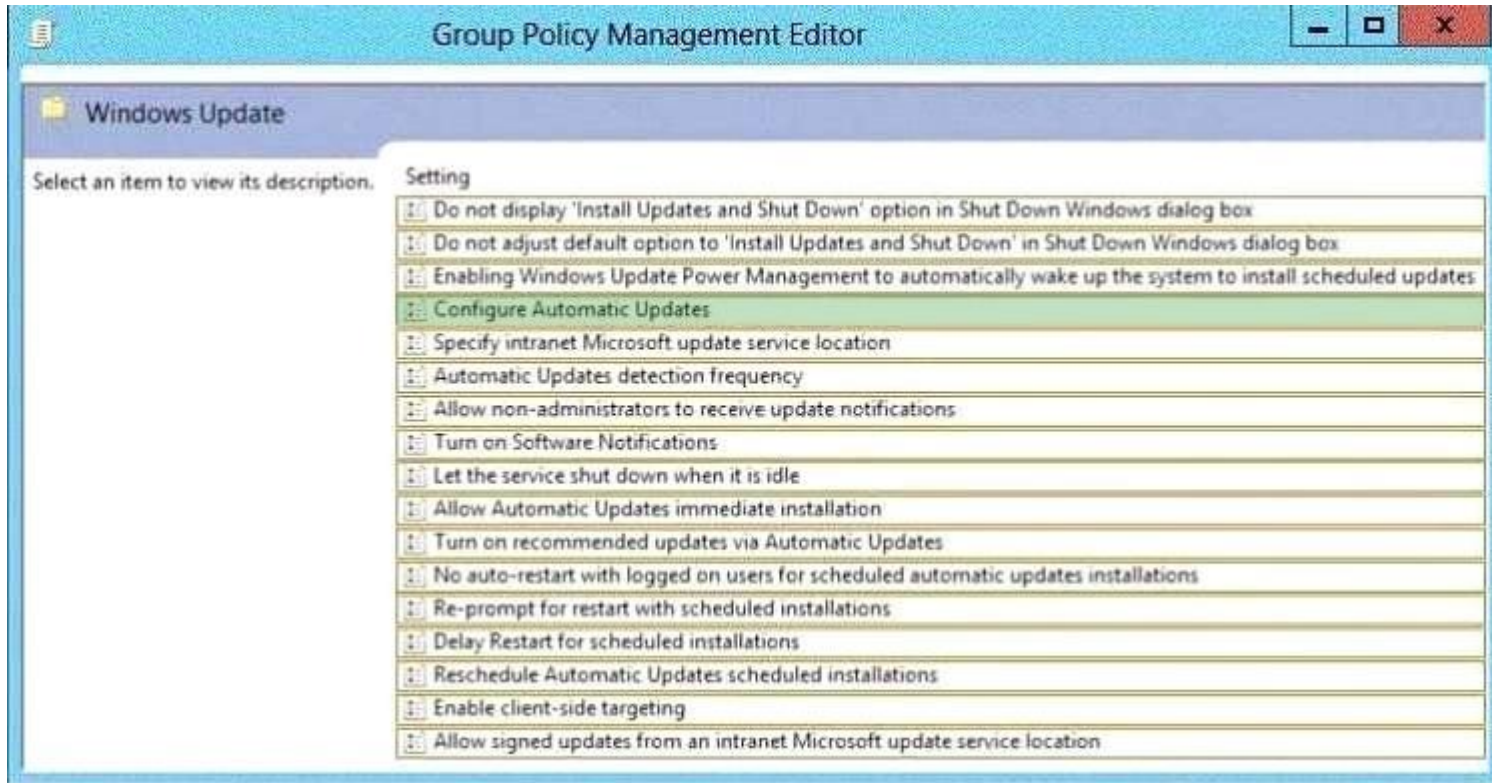 Group Policy Management Editor
Windows Update
Select an item to view its description.
Setting
Do not display 'Install Updates and Shut Down' option in Shut Down Windows dialog box
Do not adjust default option to 'Install Updates and Shut Down' in Shut Down Windows dialog box
Enabling Windows Update Power Management to automatically wake up the system to install scheduled updates
Configure Automatic Updates
Specify intranet Microsoft update service location
Automatic Updates detection frequency
Allow non-administrators to receive update notifications
Turn on Software Notifications
Let the service shut down when it is idle
Allow Automatic Updates immediate installation
Turn on recommended updates via Automatic Updates
No auto-restart with logged on users for scheduled automatic updates installations
Re-prompt for restart with scheduled installations
Delay Restart for scheduled installations
Reschedule Automatic Updates scheduled installations
Enable client-side targeting
Allow signed updates from an intranet Microsoft update service location